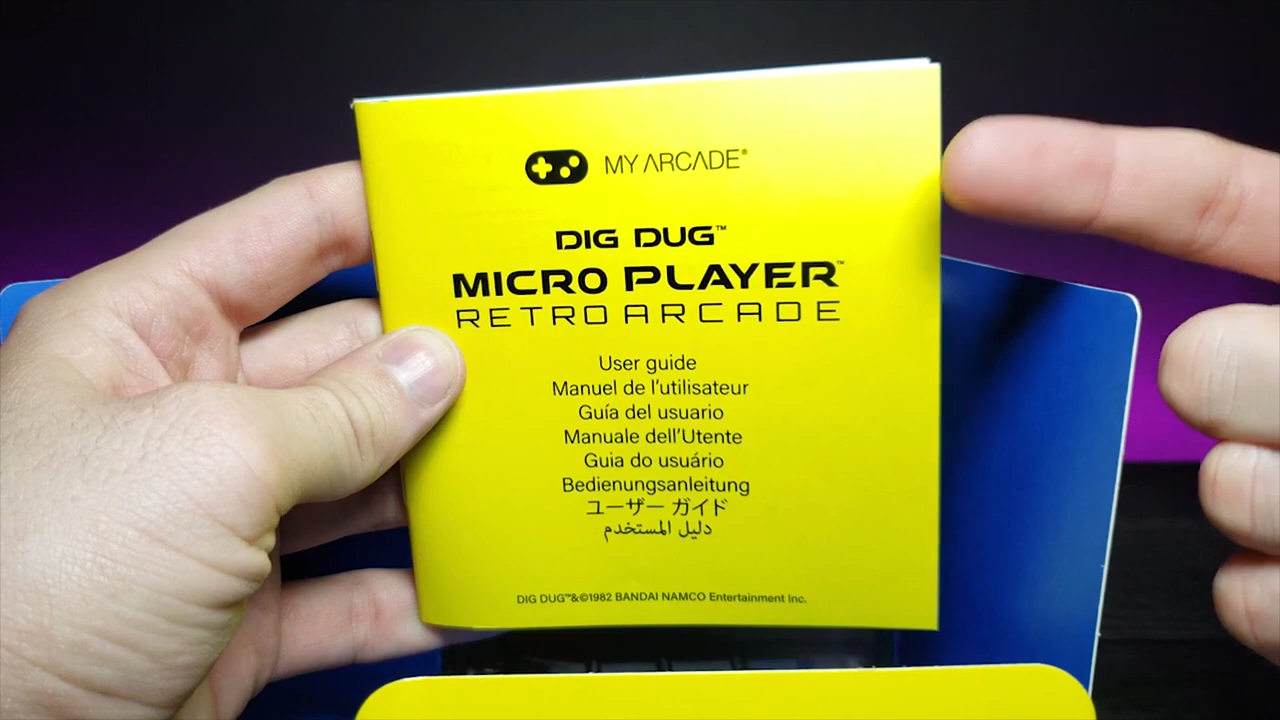 MY ARCADE®
DIG DUG™
MICRO PLAYER™
RETRO ARCADE
User guide
Manuel de l'utilisateur
Guía del usuario
Manuale dell'Utente
Guia do usuário
Bedienungsanleitung
ユーザー ガイド
دليل المستخدم
DIG DUG™&©1982 BANDAI NAMCO Entertainment Inc.